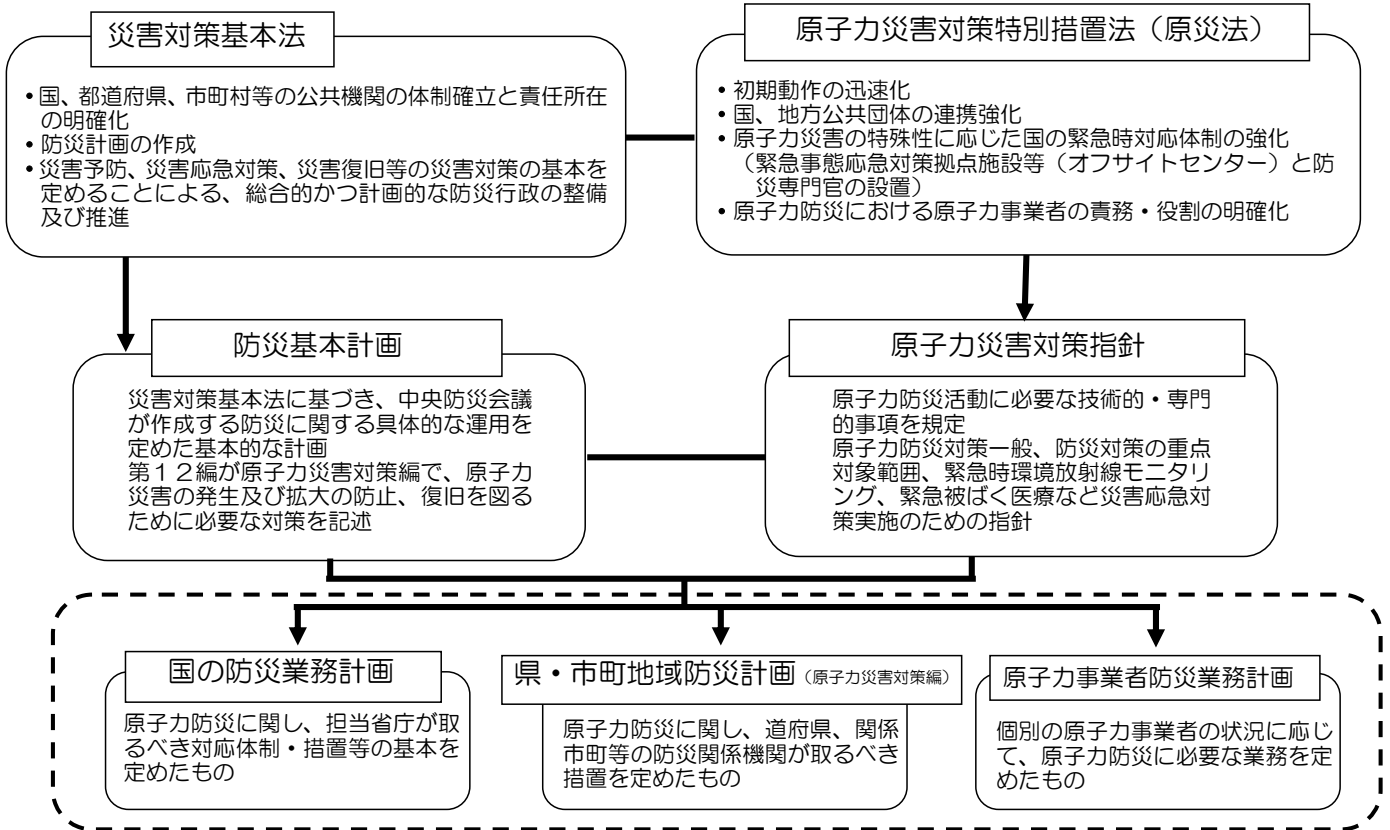 災害対策基本法
• 国、都道府県、市町村等の公共機関の体制確立と責任所在
の明確化
• 防災計画の作成
• 災害予防、災害応急対策、災害復旧等の災害対策の基本を
定めることによる、総合的かつ計画的な防災行政の整備
及び推進
原子力災害対策特別措置法（原災法）
• 初期動作の迅速化
• 国、地方公共団体の連携強化
• 原子力災害の特殊性に応じた国の緊急時対応体制の強化
（緊急事態応急対策拠点施設等（オフサイトセンター）と防
災専門官の設置）
• 原子力防災における原子力事業者の責務・役割の明確化
防災基本計画
災害対策基本法に基づき、中央防災会議
が作成する防災に関する具体的な運用を
定めた基本的な計画
第１２編が原子力災害対策編で、原子力
災害の発生及び拡大の防止、復旧を図る
ために必要な対策を記述
原子力災害対策指針
原子力防災活動に必要な技術的・専門
的事項を規定
原子力防災対策一般、防災対策の重点
対象範囲、緊急時環境放射線モニタリ
ング、緊急被ばく医療など災害応急対
策実施のための指針
国の防災業務計画
原子力防災に関し、担当省庁が取
るべき対応体制・措置等の基本を
定めたもの
県・市町地域防災計画（原子力災害対策編）
原子力防災に関し、道府県、関係
市町等の防災関係機関が取るべき
措置を定めたもの
原子力事業者防災業務計画
個別の原子力事業者の状況に応じ
て、原子力防災に必要な業務を定
めたもの